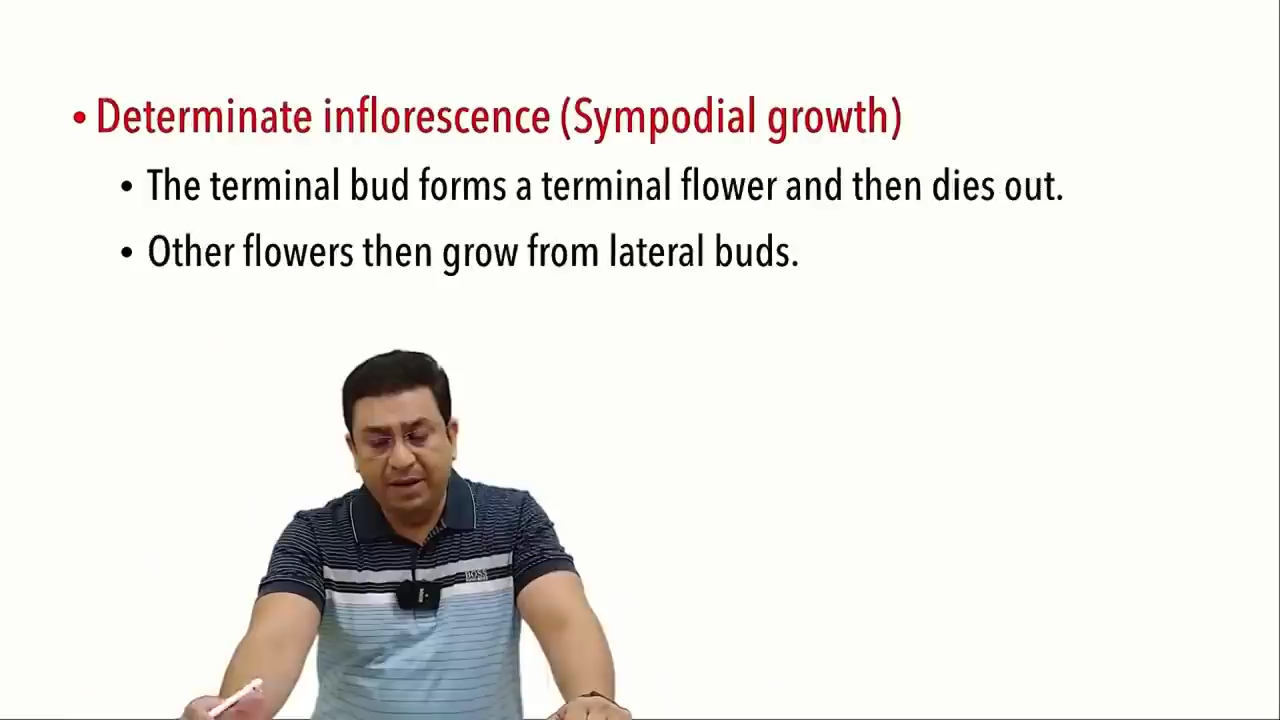 • Determinate inflorescence (Sympodial growth)
• The terminal bud forms a terminal flower and then dies out.
• Other flowers then grow from lateral buds.
BOSS